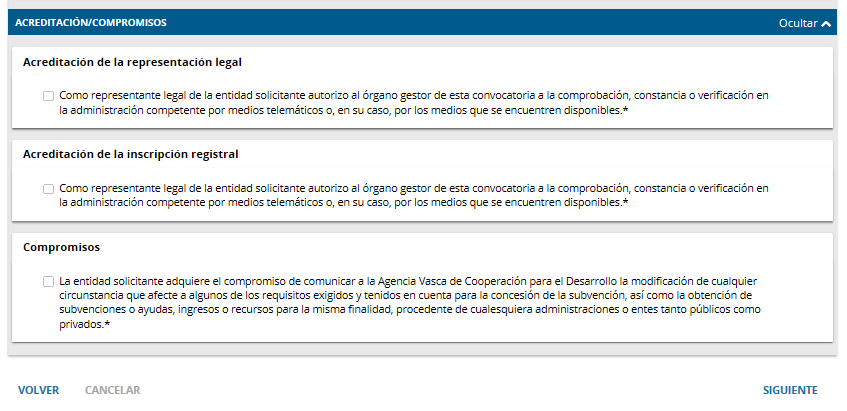 ACREDITACIÓN/COMPROMISOS Ocultar
Acreditación de la representación legal
Como representante legal de la entidad solicitante autorizo al órgano gestor de esta convocatoria a la comprobación, constancia o verificación en
la administración competente por medios telemáticos o, en su caso, por los medios que se encuentren disponibles.*
Acreditación de la inscripción registral
Como representante legal de la entidad solicitante autorizo al órgano gestor de esta convocatoria a la comprobación, constancia o verificación en
la administración competente por medios telemáticos o, en su caso, por los medios que se encuentren disponibles.*
Compromisos
La entidad solicitante adquiere el compromiso de comunicar a la Agencia Vasca de Cooperación para el Desarrollo la modificación de cualquier
circunstancia que afecte a algunos de los requisitos exigidos y tenidos en cuenta para la concesión de la subvención, así como la obtención de
subvenciones o ayudas, ingresos o recursos para la misma finalidad, procedente de cualesquiera administraciones o entes tanto públicos como
privados.*
VOLVER CANCELAR SIGUIENTE